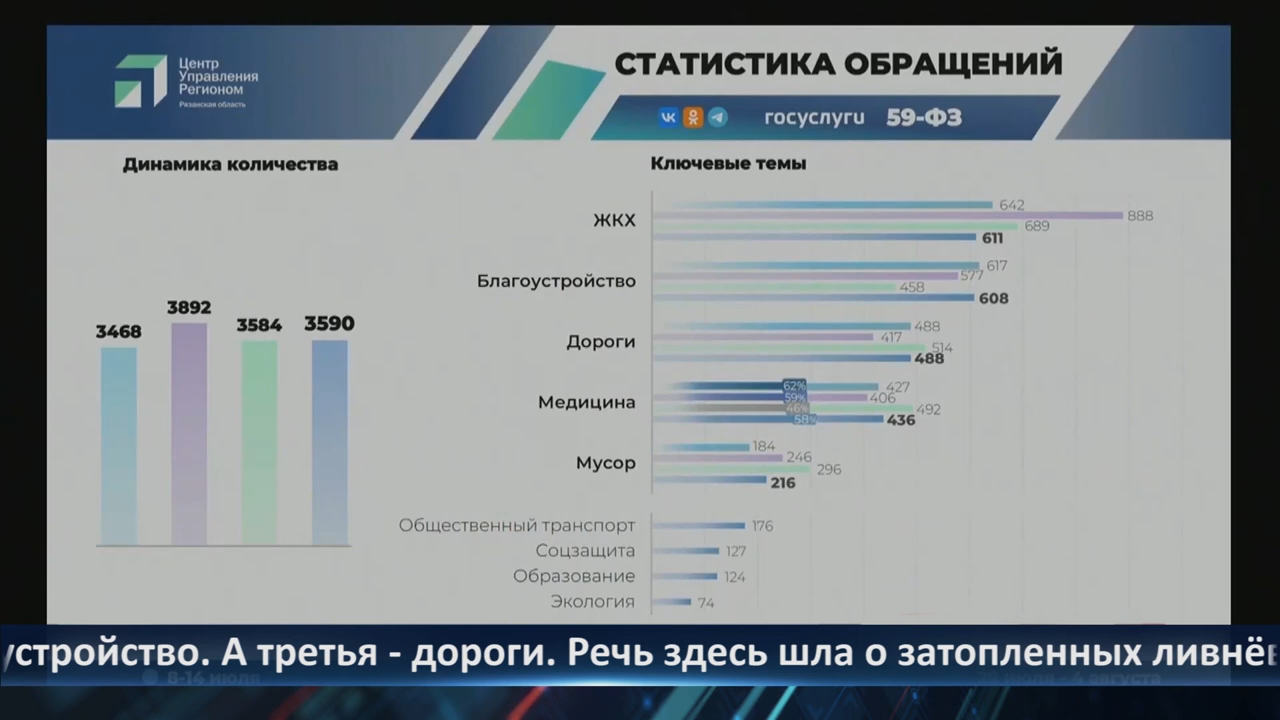 Центр
Управления
Регионом
Рязанская область
СТАТИСТИКА ОБРАЩЕНИЙ
госуслуги 59-ФЗ
Динамика количества
3468
3892
3584
3590
Ключевые темы
ЖКХ
642
888
689
611
Благоустройство
617
577
458
608
Дороги
488
417
514
488
Медицина
62% 427
59% 406
46% 492
58% 436
Мусор
184
246
296
216
Общественный транспорт 176
Соцзащита 127
Образование 124
Экология 74
устройство. А третья - дороги. Речь здесь шла о затопленных ливнёв
8-14 июля
29 июля - 4 августа